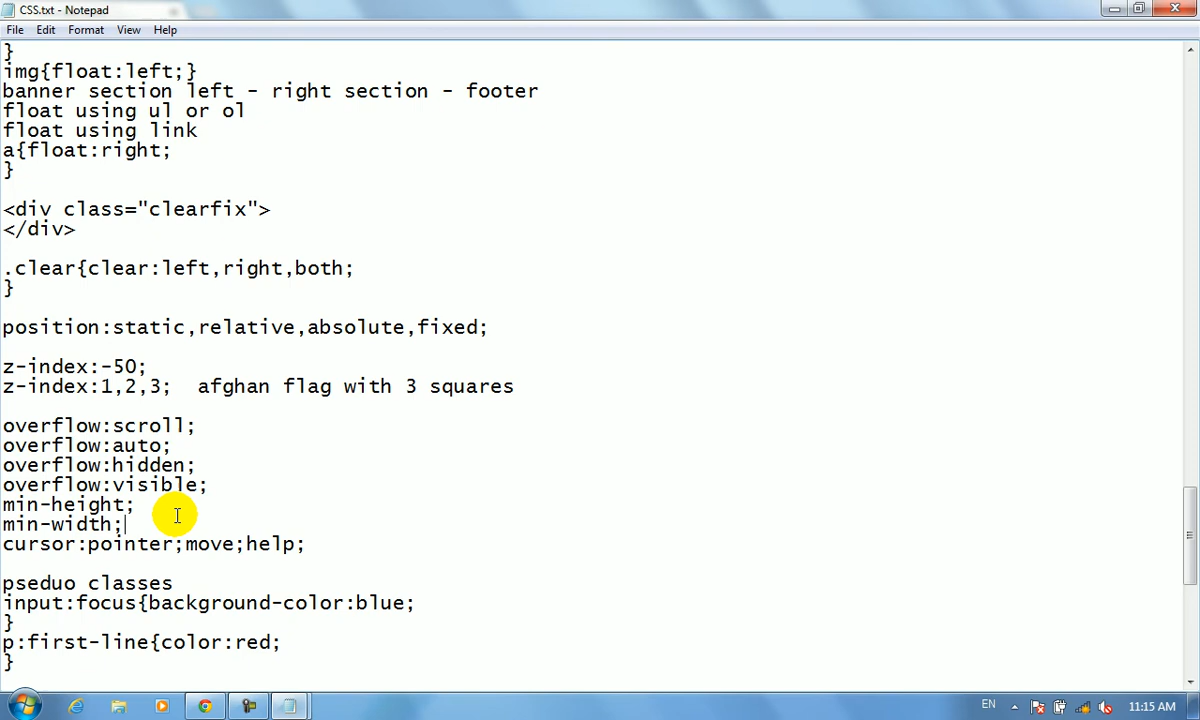 CSS.txt - Notepad
File Edit Format View Help
}
img{float:left;}
banner section left - right section - footer
float using ul or ol
float using link
a{float:right;
}
<div class="clearfix">
</div>
.clear{clear:left,right,both;
}
position:static,relative,absolute,fixed;
z-index:-50;
z-index:1,2,3;  afghan flag with 3 squares
overflow:scroll;
overflow:auto;
overflow:hidden;
overflow:visible;
min-height;
min-width;
cursor:pointer;move;help;
pseduo classes
input:focus{background-color:blue;
}
p:first-line{color:red;
}
EN 11:15 AM